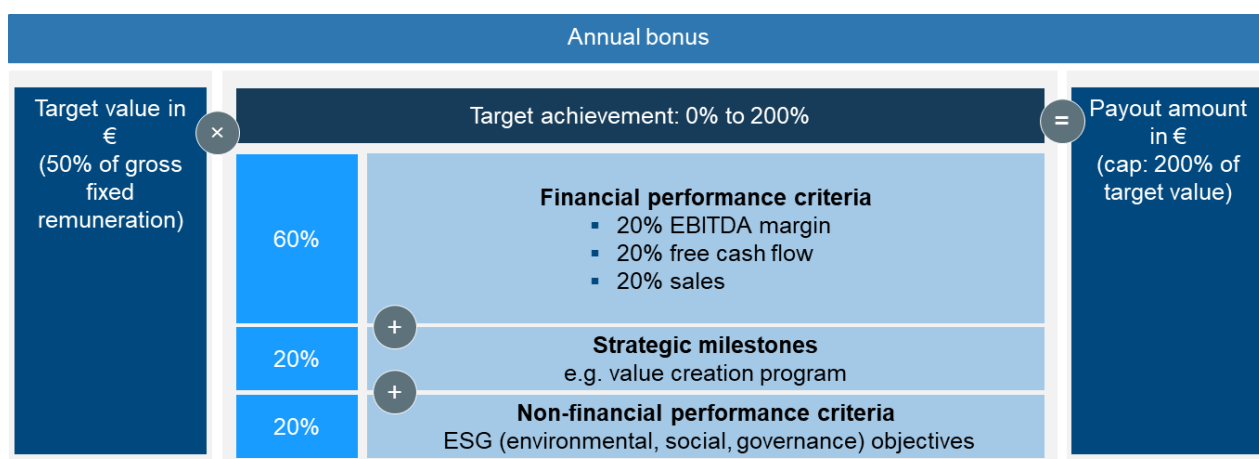 Annual bonus
Target value in
€
(50% of gross
fixed
remuneration)
×
Target achievement: 0% to 200%
=
Payout amount
in €
(cap: 200% of
target value)
60%
Financial performance criteria
▪ 20% EBITDA margin
▪ 20% free cash flow
▪ 20% sales
+
20%
Strategic milestones
e.g. value creation program
+
20%
Non-financial performance criteria
ESG (environmental, social, governance) objectives